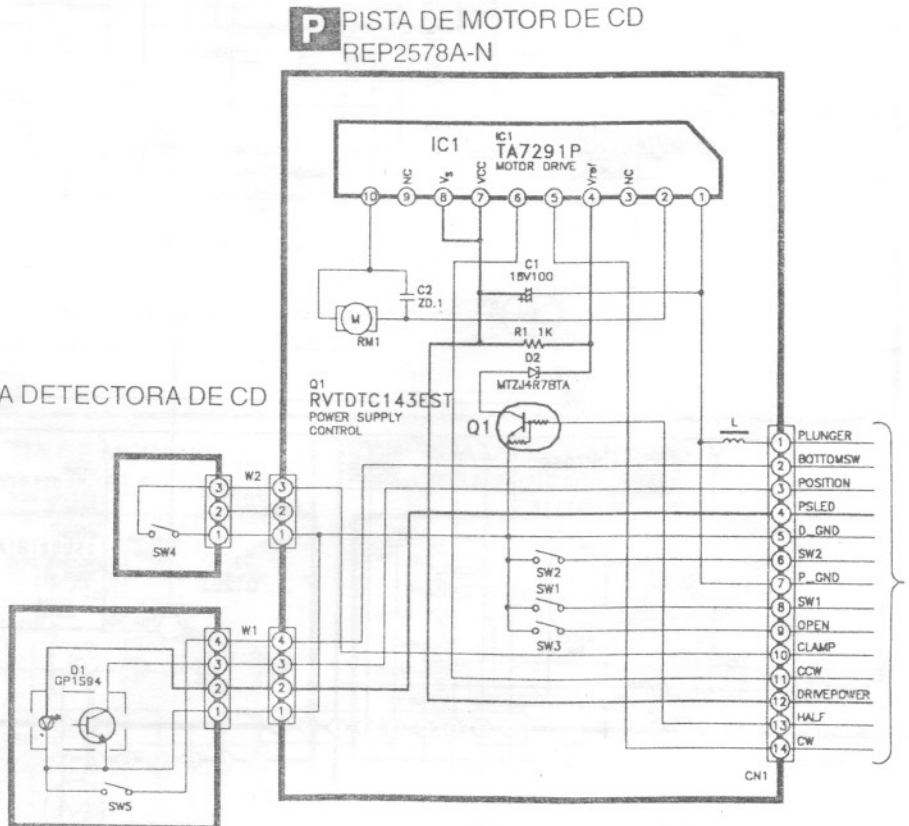 P PISTA DE MOTOR DE CD
REP2578A-N
IC1
IC1
TA7291P
MOTOR DRIVE
NC
Vs
VCC
Vref
NC
10 9 8 7 6 5 4 3 2 1
C1
16V100
C2
Z0.1
M
RM1
R1 1K
D2
MTZJ4R7BTA
A DETECTORA DE CD
Q1
RVTDTC143EST
POWER SUPPLY
CONTROL
Q1
L
1 PLUNGER
2 BOTTOMSW
3 POSITION
4 PSLED
5 D_GND
6 SW2
7 P_GND
8 SW1
9 OPEN
10 CLAMP
11 CCW
12 DRIVEPOWER
13 HALF
14 CW
CN1
W2
3 3
2 2
1 1
SW4
SW2
SW1
SW3
W1
4 4
3 3
2 2
1 1
D1
GP1S94
SW5